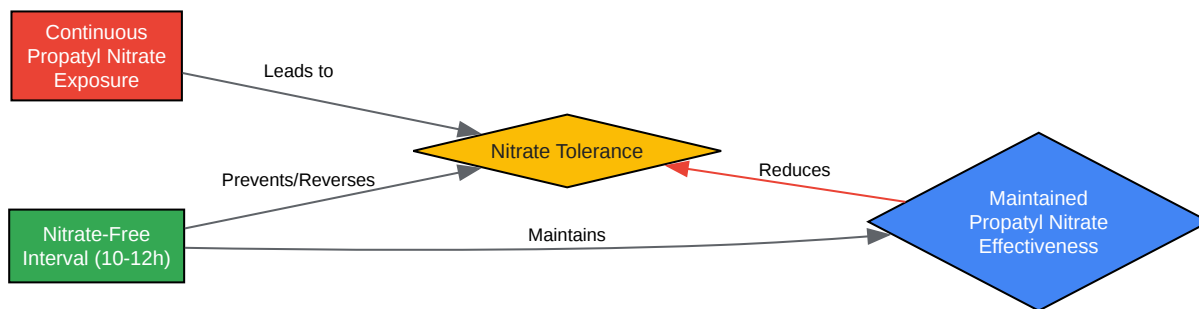 Continuous
Propatyl Nitrate
Exposure
Leads to
Nitrate Tolerance
Prevents/Reverses
Reduces
Nitrate-Free
Interval (10-12h)
Maintains
Maintained
Propatyl Nitrate
Effectiveness